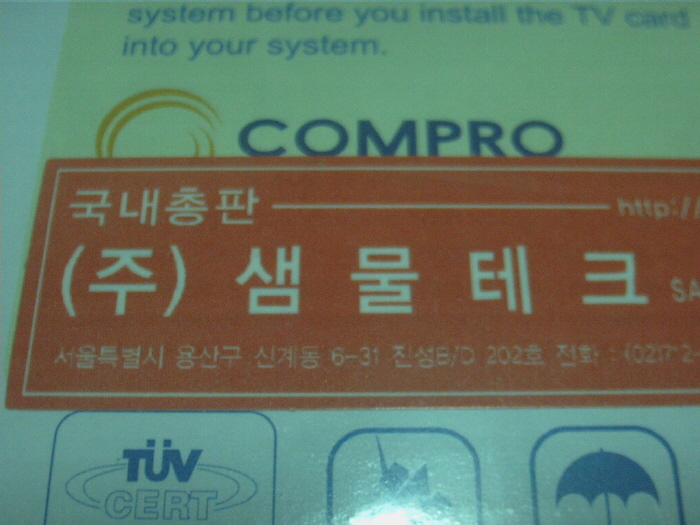 system before you install the TV card
into your system.
COMPRO
국내총판 http:/
(주) 샘물테크 SA
서울특별시 용산구 신계동 6-31 진성B/D 202호 전화 :
TÜV
CERT